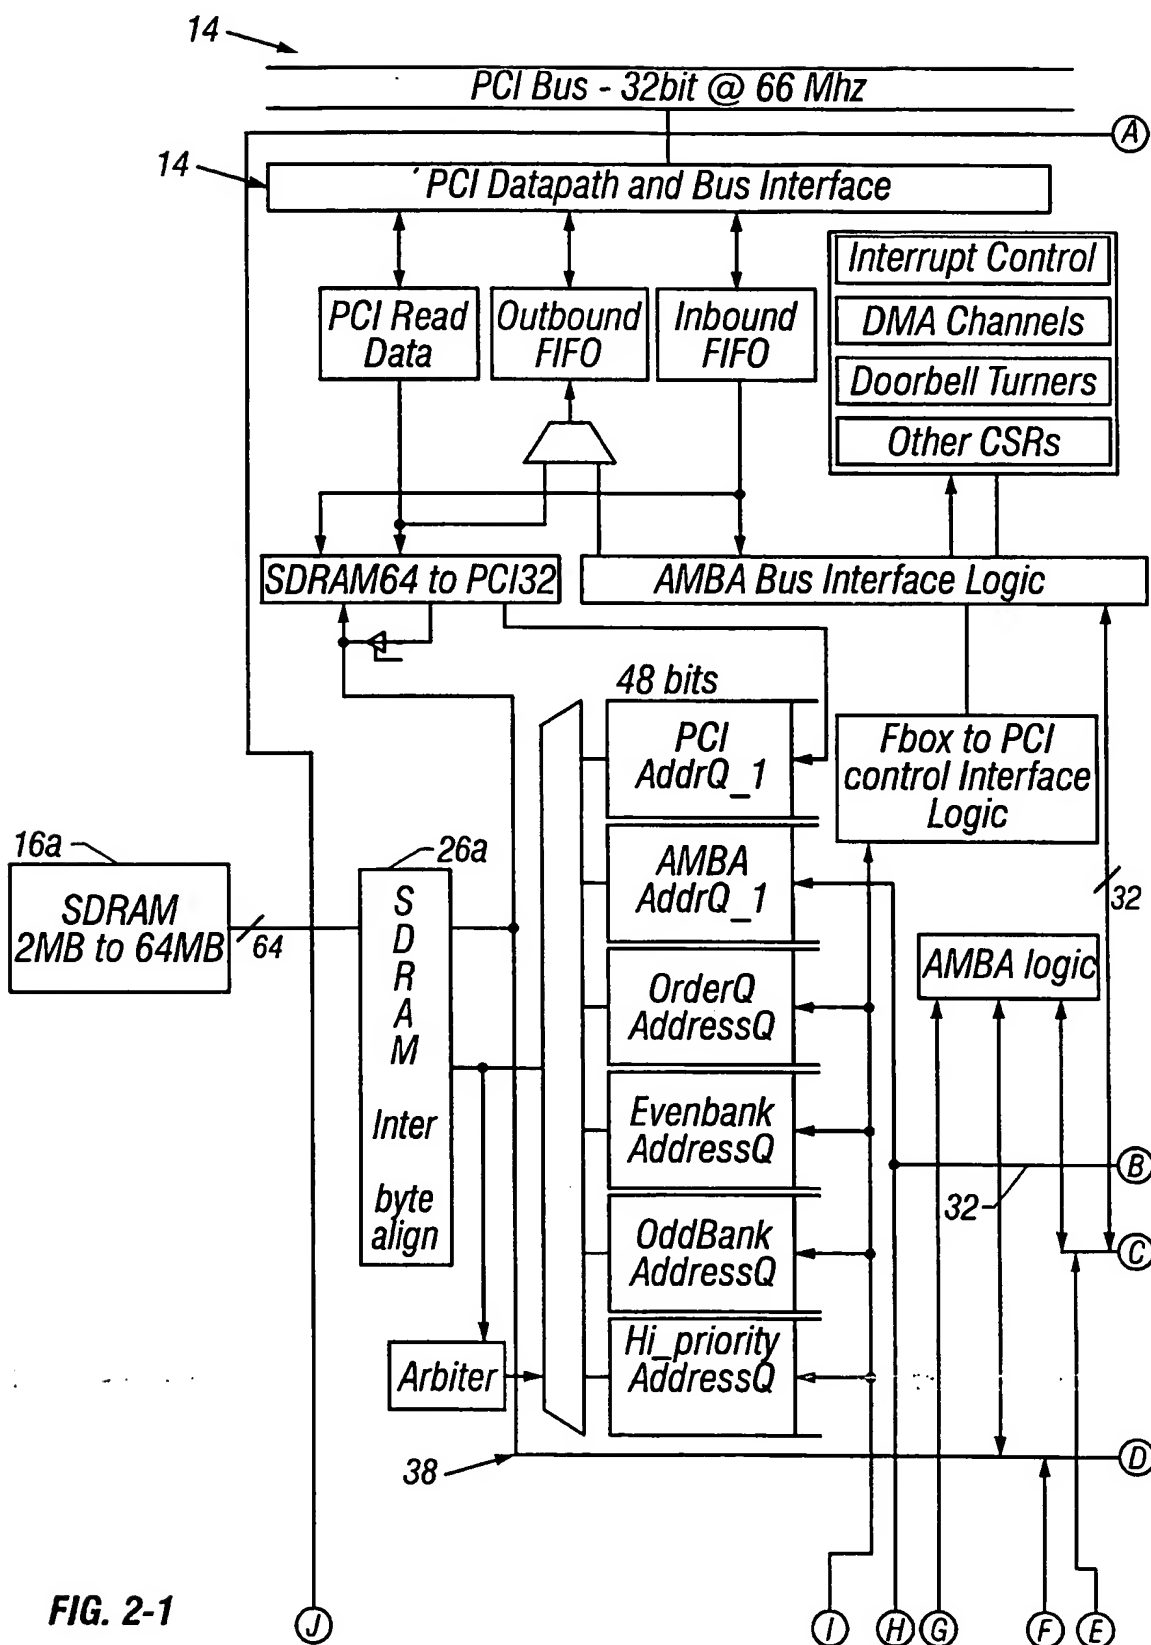 14
PCI Bus - 32bit @ 66 Mhz
A
14
PCI Datapath and Bus Interface
Interrupt Control
DMA Channels
Doorbell Turners
Other CSRs
PCI Read
Data
Outbound
FIFO
Inbound
FIFO
SDRAM64 to PCI32
AMBA Bus Interface Logic
48 bits
PCI
AddrQ_1
Fbox to PCI
control Interface
Logic
16a
SDRAM
2MB to 64MB
64
26a
S
D
R
A
M
Inter
byte
align
AMBA
AddrQ_1
32
AMBA logic
OrderQ
AddressQ
Evenbank
AddressQ
B
32
OddBank
AddressQ
C
Arbiter
Hi_priority
AddressQ
38
D
FIG. 2-1
J
I
H
G
F
E